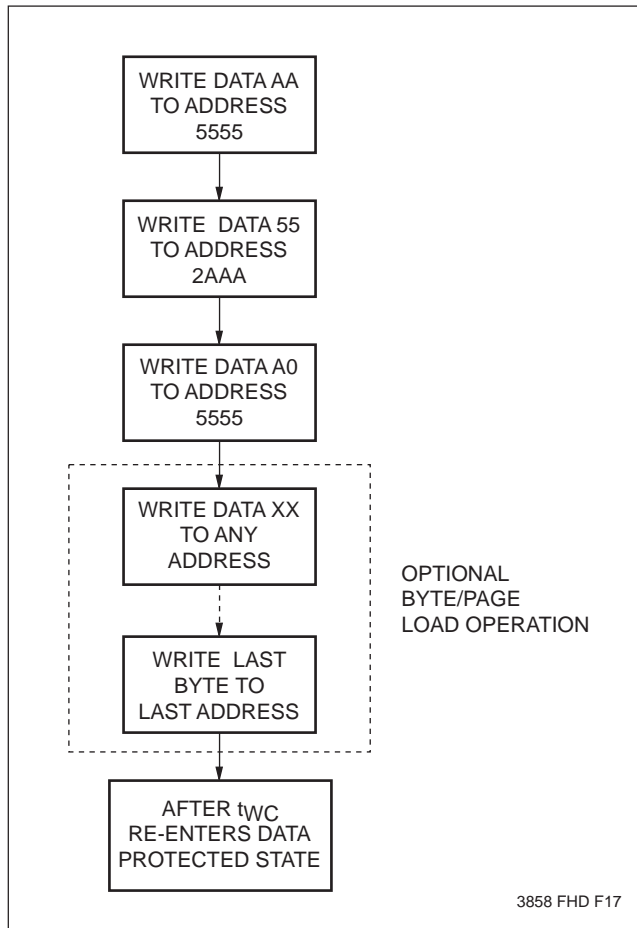 WRITE DATA AA
TO ADDRESS
5555
WRITE DATA 55
TO ADDRESS
2AAA
WRITE DATA A0
TO ADDRESS
5555
WRITE DATA XX
TO ANY
ADDRESS
OPTIONAL
BYTE/PAGE
LOAD OPERATION
WRITE LAST
BYTE TO
LAST ADDRESS
AFTER tWC
RE-ENTERS DATA
PROTECTED STATE
3858 FHD F17